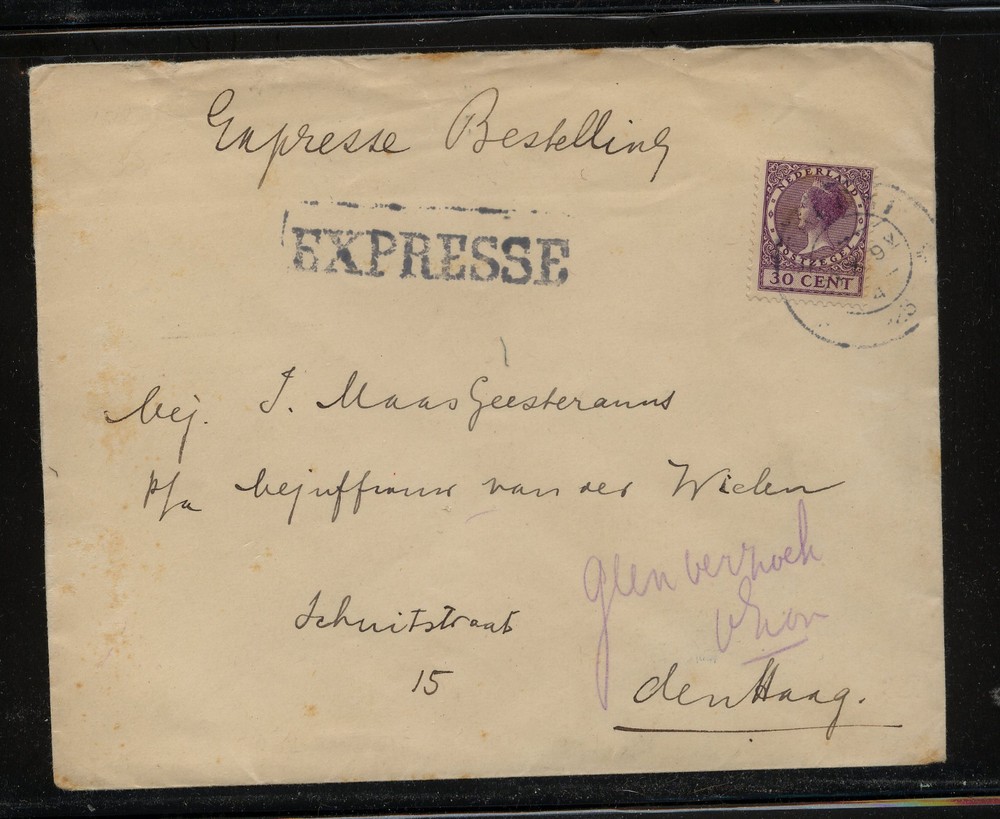 Expresse Bestelling
EXPRESSE
NEDERLAND
POSTZEGEL
30 CENT
Mej. J. Maas Geesteranus
p/a Mejuffrouw van der Wielen
Schuitstraat
15
geen verzoek
den Haag.